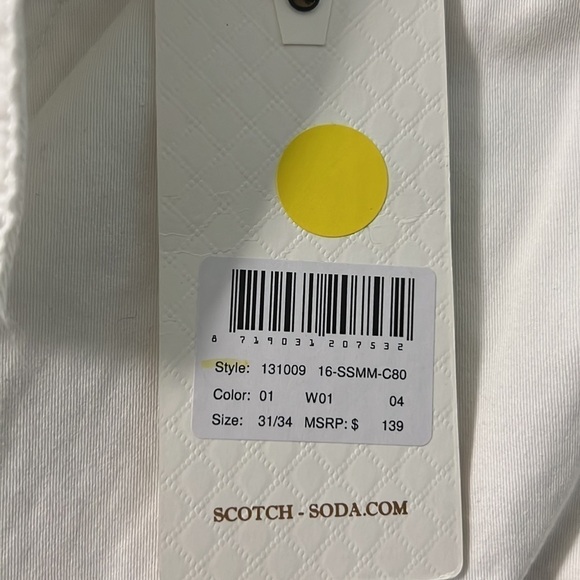 8 719031 207532
Style: 131009 16-SSMM-C80
Color: 01 W01 04
Size: 31/34 MSRP: $ 139
SCOTCH - SODA.COM